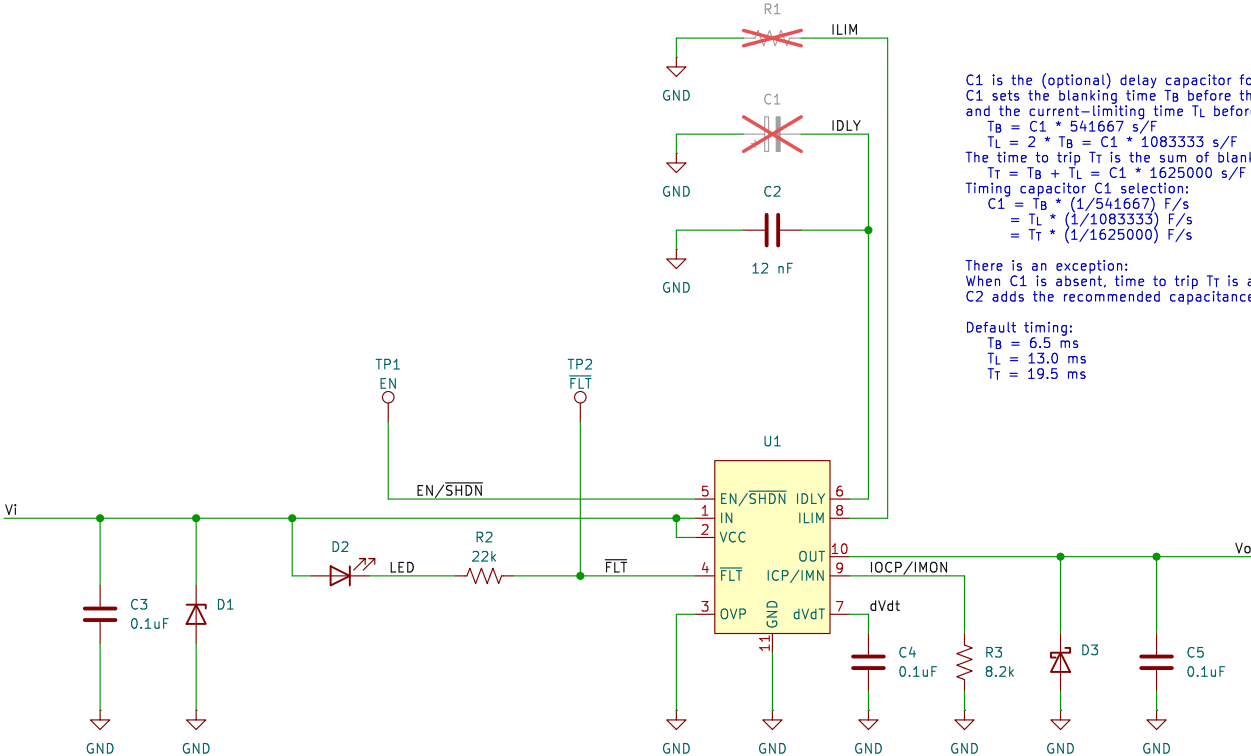 R1
ILIM
GND
C1
IDLY
GND
C2
12 nF
GND
C1 is the (optional) delay capacitor
C1 sets the blanking time TB before
and the current-limiting time TL
TB = C1 * 541667 s/F
TL = 2 * TB = C1 * 1083333 s/F
The time to trip TT is the sum of
TT = TB + TL = C1 * 1625000 s/F
Timing capacitor C1 selection:
C1 = TB * (1/541667) F/s
= TL * (1/1083333) F/s
= TT * (1/1625000) F/s
There is an exception:
When C1 is absent, time to trip TT is
C2 adds the recommended capacitance
Default timing:
TB = 6.5 ms
TL = 13.0 ms
TT = 19.5 ms
TP1
EN
TP2
FLT
U1
EN/SHDN
5 EN/SHDN IDLY 6
Vi
1 IN ILIM 8
2 VCC
OUT 10
Vo
D2
LED
R2
22k
FLT
4 FLT ICP/IMN 9
IOCP/IMON
3 OVP GND dVdT 7
dVdt
11
C3
0.1uF
D1
C4
0.1uF
R3
8.2k
D3
C5
0.1uF
GND
GND
GND
GND
GND
GND
GND
GND